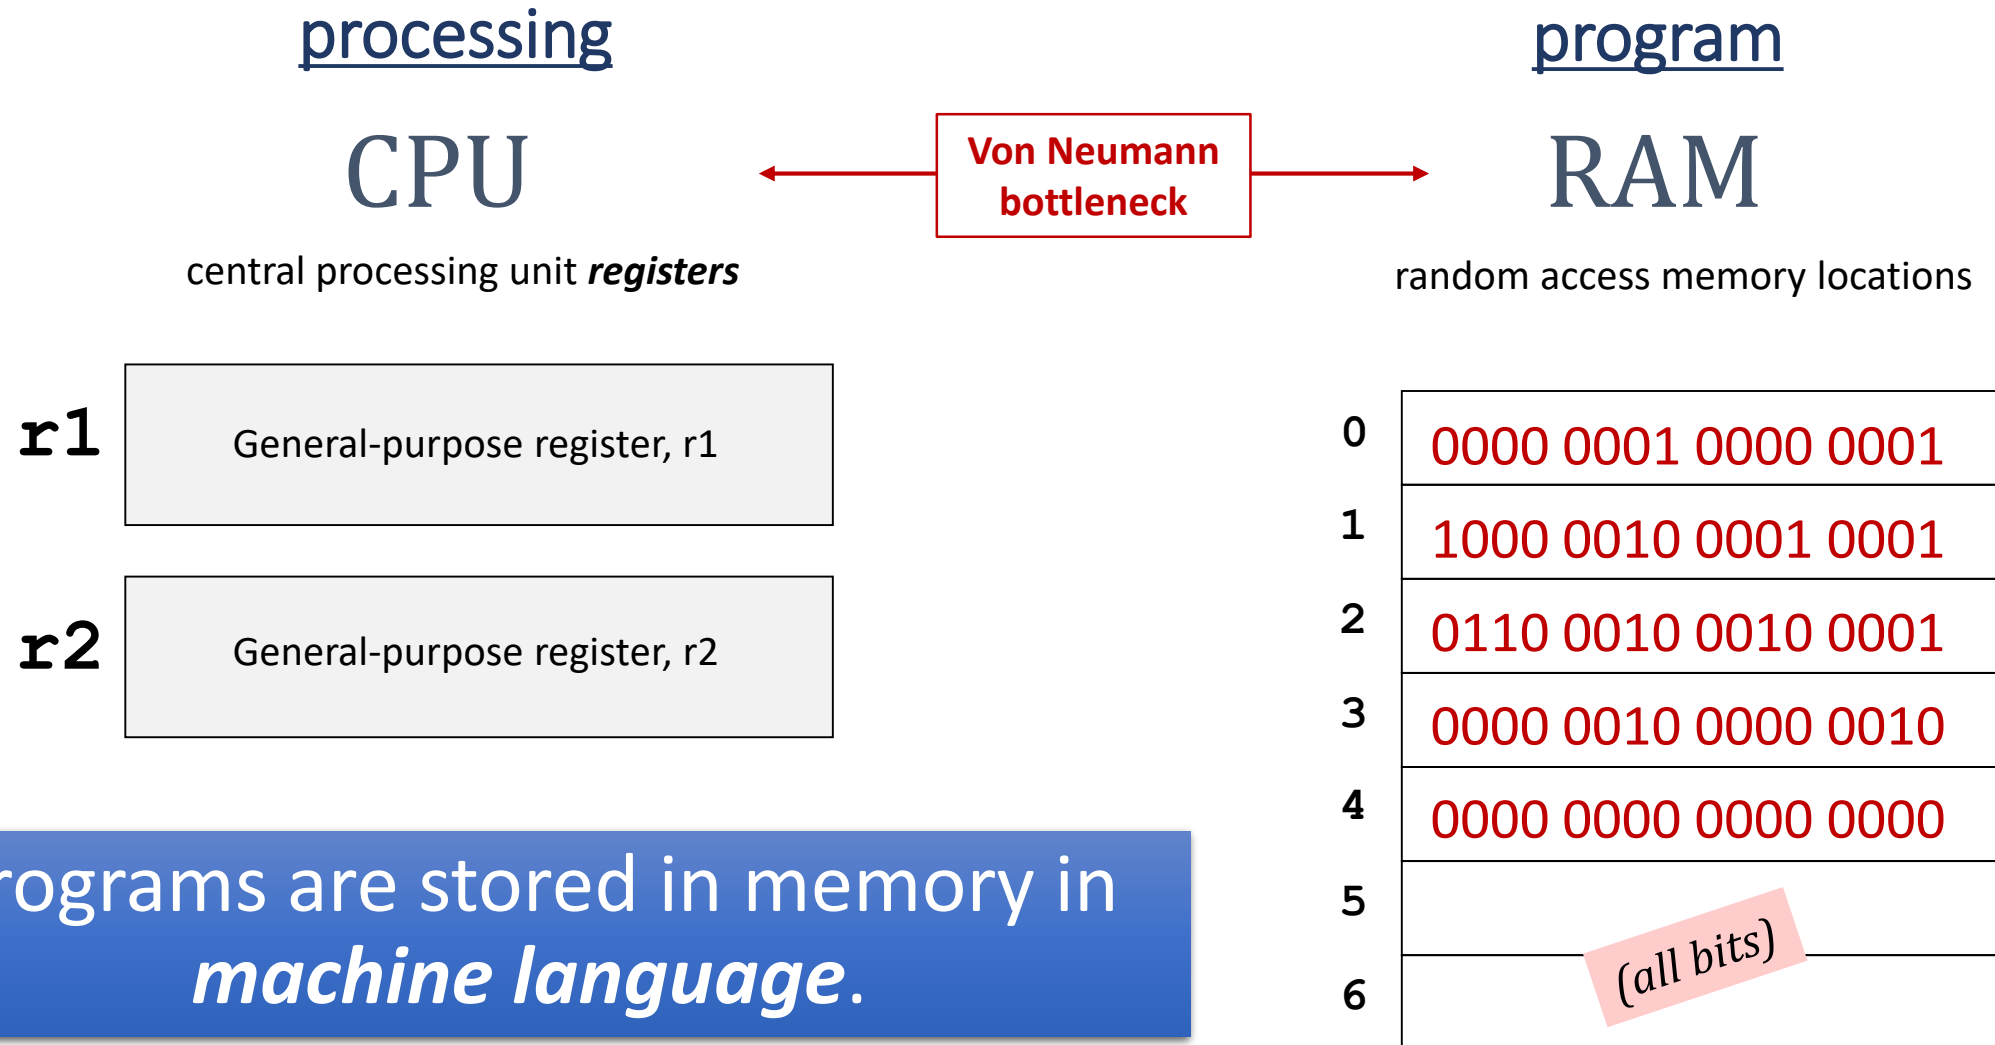 processing
program
CPU
Von Neumann
bottleneck
RAM
central processing unit registers
random access memory locations
r1
General-purpose register, r1
r2
General-purpose register, r2
0
0000 0001 0000 0001
1
1000 0010 0001 0001
2
0110 0010 0010 0001
3
0000 0010 0000 0010
4
0000 0000 0000 0000
5
(all bits)
6
rograms are stored in memory in
machine language.